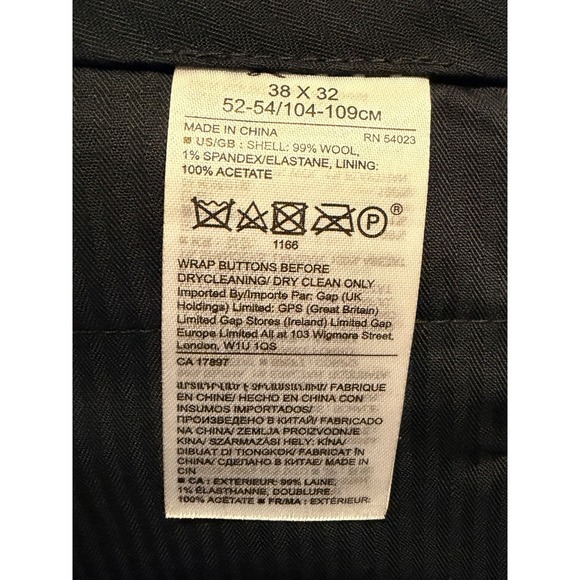 38 X 32
52-54/104-109CM
MADE IN CHINA RN 54023
US/GB : SHELL: 99% WOOL,
1% SPANDEX/ELASTANE, LINING:
100% ACETATE
P ®
1166
WRAP BUTTONS BEFORE
DRYCLEANING/ DRY CLEAN ONLY
Imported By/Importe Par: Gap (UK
Holdings) Limited: GPS (Great Britain)
Limited Gap Stores (Ireland) Limited Gap
Europe Limited All at 103 Wigmore Street,
London, W1U 1QS
CA 17897
ԱՐՏԱԴՐՎԱԾ Է ՉԻՆԱՍՏԱՆՈՒՄ/ FABRIQUE
EN CHINE/ HECHO EN CHINA CON
INSUMOS IMPORTADOS/
ПРОИЗВЕДЕНО В КИТАЙ/ FABRICADO
NA CHINA/ ZEMLJA PROIZVODNJE
KINA/ SZÁRMAZÁSI HELY: KÍNA/
DIBUAT DI TIONGKOK/ FABRICAT ÎN
CHINA/ СДЕЛАНО В КИТАЕ/ MADE IN
CIN
CA : EXTÉRIEUR: 99% LAINE,
1% ÉLASTHANNE, DOUBLURE:
100% ACÉTATE FR/MA : EXTÉRIEUR: